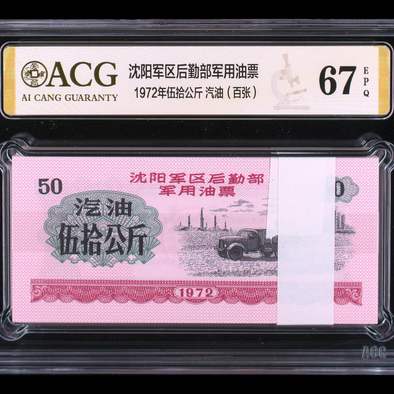 ACG
AI CANG GUARANTY
沈阳军区后勤部军用油票
1972年伍拾公斤 汽油（百张）
67 EPQ
沈阳军区后勤部
军用油票
50
汽油
伍拾公斤
1972
ACG